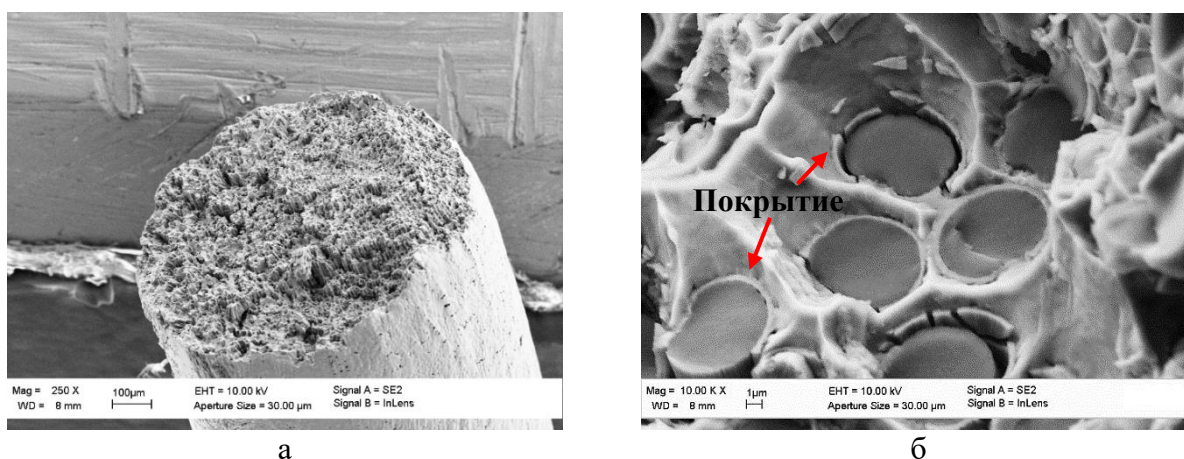 Mag = 250 X
WD = 8 mm
100µm
EHT = 10.00 kV
Aperture Size = 30.00 µm
Signal A = SE2
Signal B = InLens
а
Покрытие
Mag = 10.00 K X
WD = 8 mm
1µm
EHT = 10.00 kV
Aperture Size = 30.00 µm
Signal A = SE2
Signal B = InLens
б